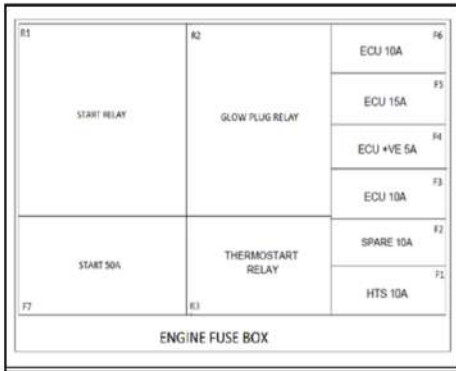 R1
START RELAY
R2
GLOW PLUG RELAY
F6
ECU 10A
F5
ECU 15A
F4
ECU +VE 5A
F3
ECU 10A
F2
SPARE 10A
F1
HTS 10A
START 50A
F7
THERMOSTART
RELAY
R3
ENGINE FUSE BOX